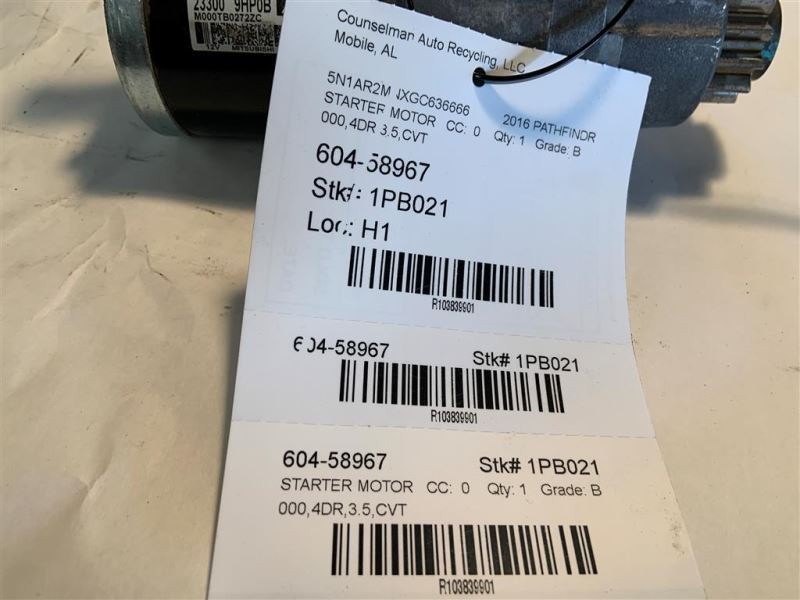 23300 9HP0B
M000TB0272ZC
12V MITSUBISHI
Counselman Auto Recycling, LLC
Mobile, AL
2016 PATHFINDR
STARTER MOTOR CC: 0 Qty: 1 Grade: B
000,4DR,3.5,CVT
604-58967
Stk# 1PB021
Loc: H1
R103839901
604-58967 Stk# 1PB021
R103839901
604-58967 Stk# 1PB021
STARTER MOTOR CC: 0 Qty: 1 Grade: B
000,4DR,3.5,CVT
R103839901